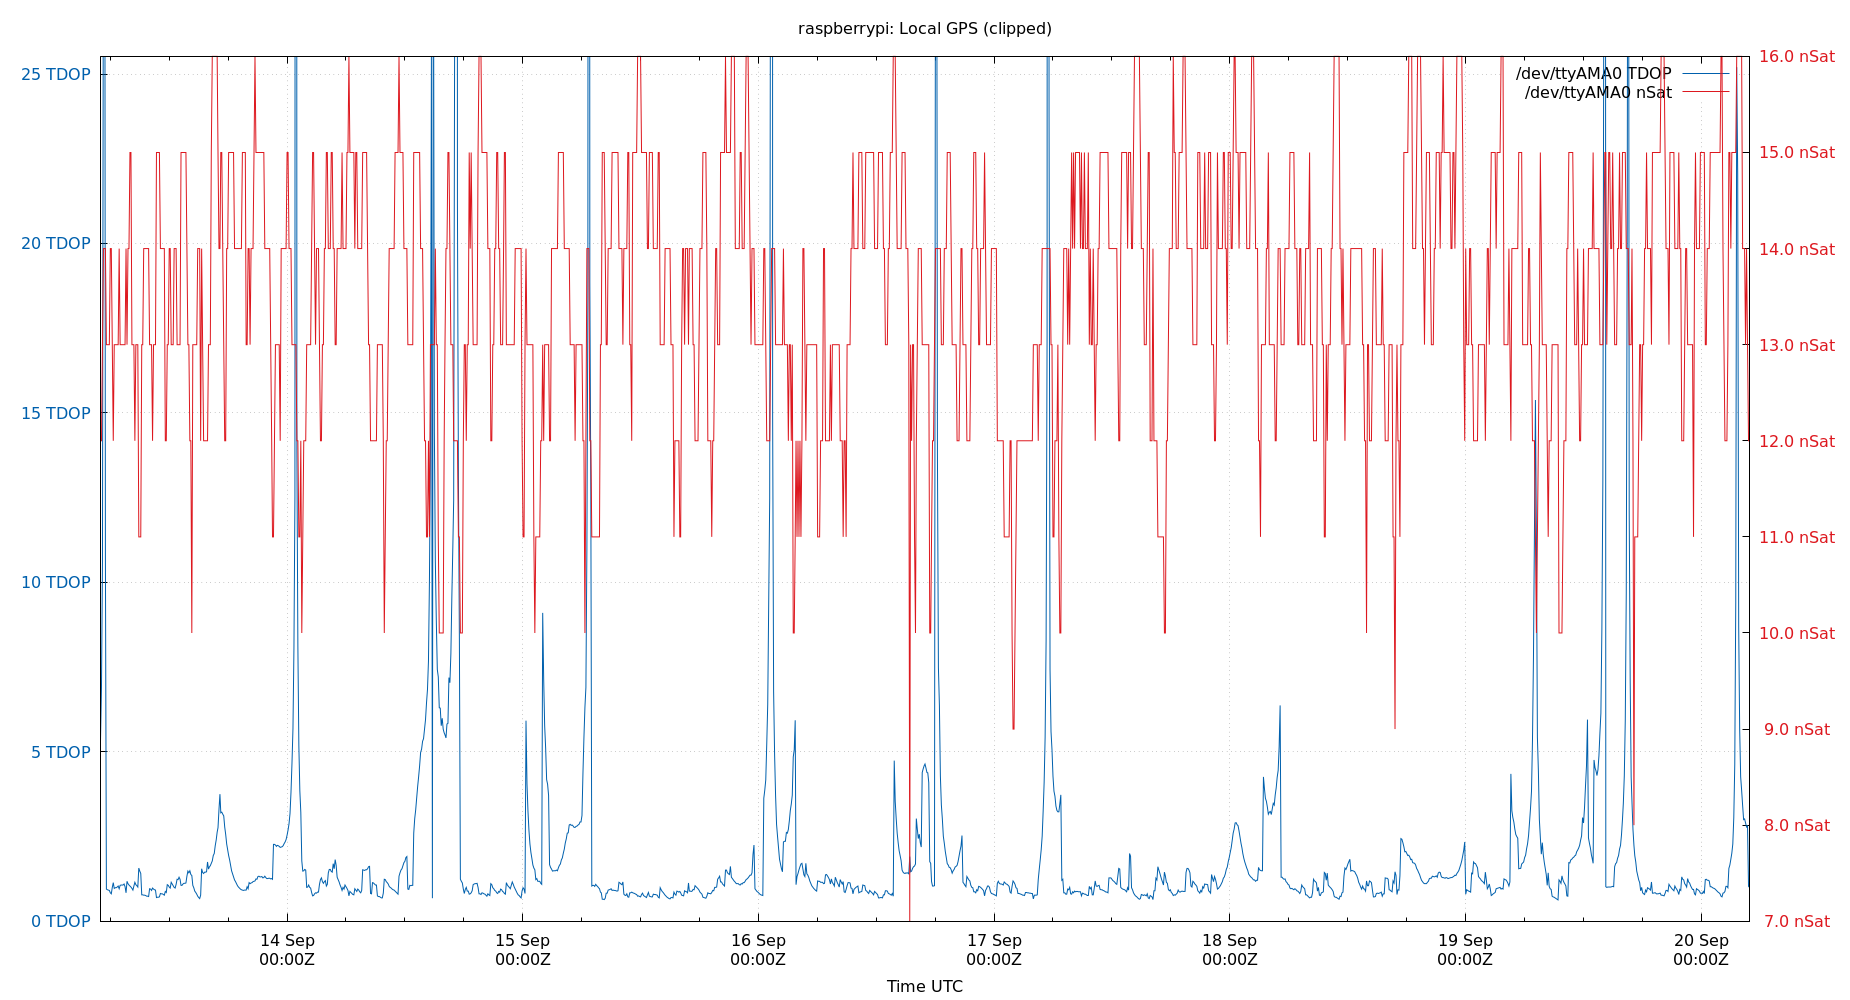 raspberrypi: Local GPS (clipped)
25 TDOP
20 TDOP
15 TDOP
10 TDOP
5 TDOP
0 TDOP
16.0 nSat
15.0 nSat
14.0 nSat
13.0 nSat
12.0 nSat
11.0 nSat
10.0 nSat
9.0 nSat
8.0 nSat
7.0 nSat
/dev/ttyAMA0 TDOP
/dev/ttyAMA0 nSat
14 Sep
00:00Z
15 Sep
00:00Z
16 Sep
00:00Z
17 Sep
00:00Z
18 Sep
00:00Z
19 Sep
00:00Z
20 Sep
00:00Z
Time UTC